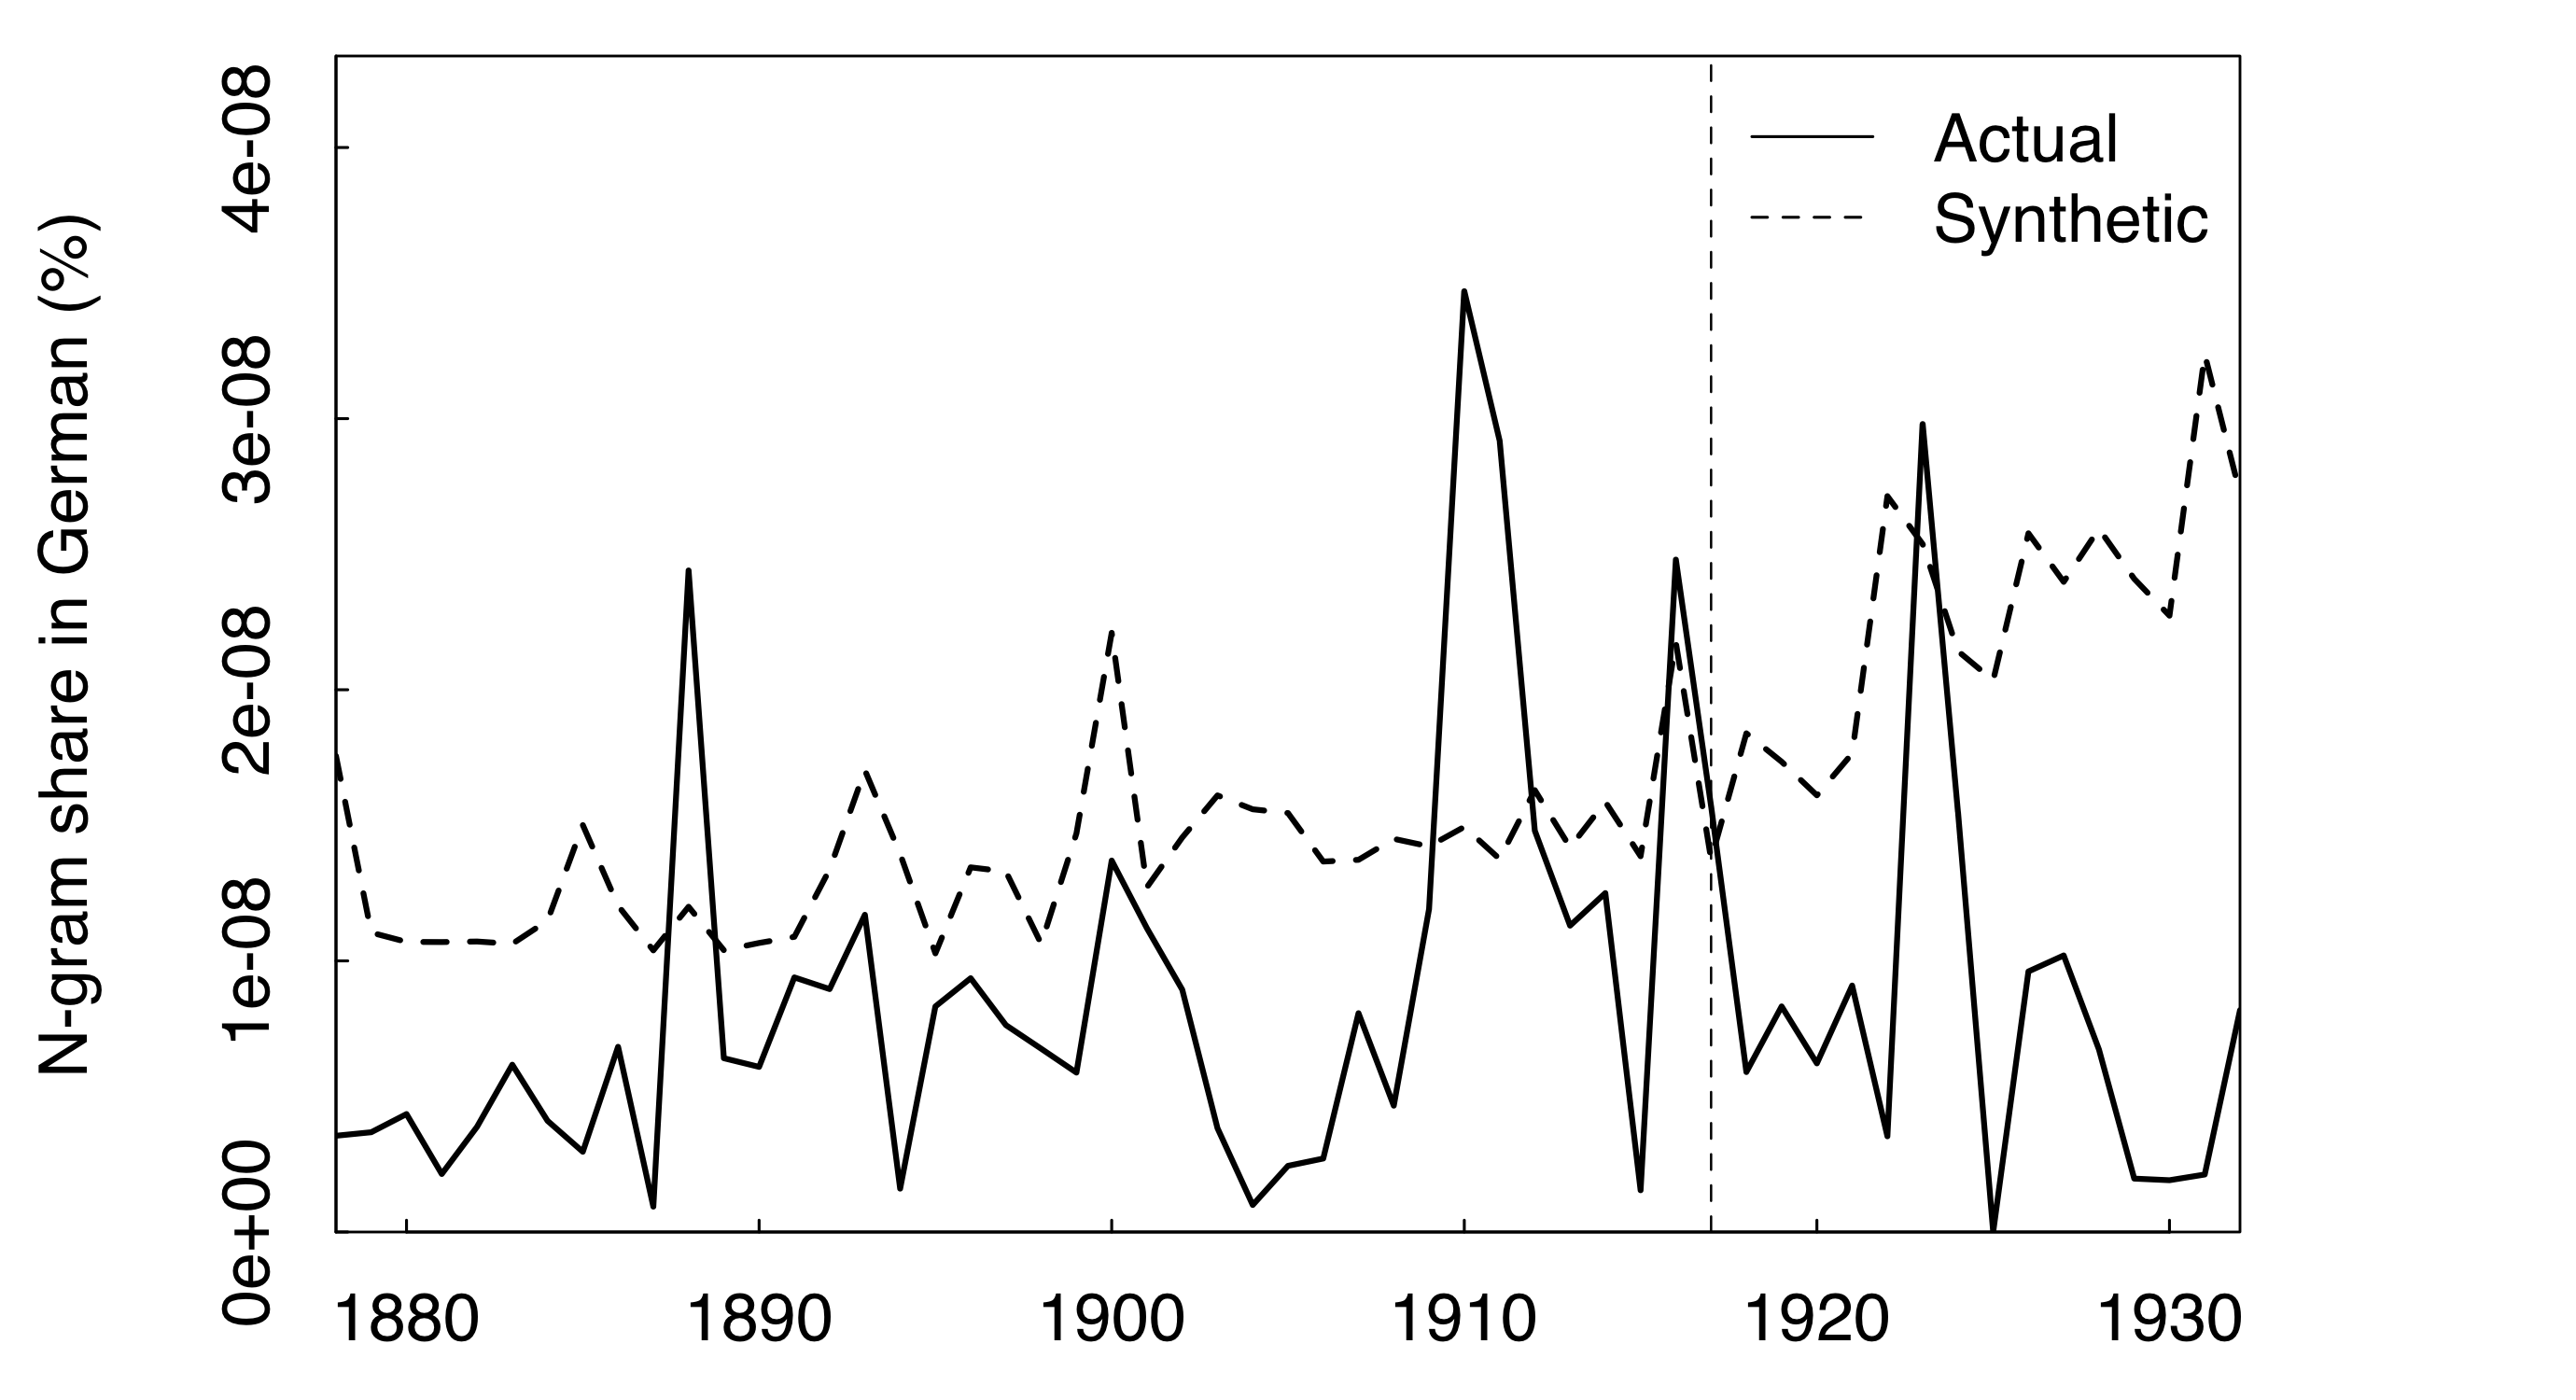 N-gram share in German (%)
4e-08
3e-08
2e-08
1e-08
0e+00
Actual
Synthetic
1880 1890 1900 1910 1920 1930